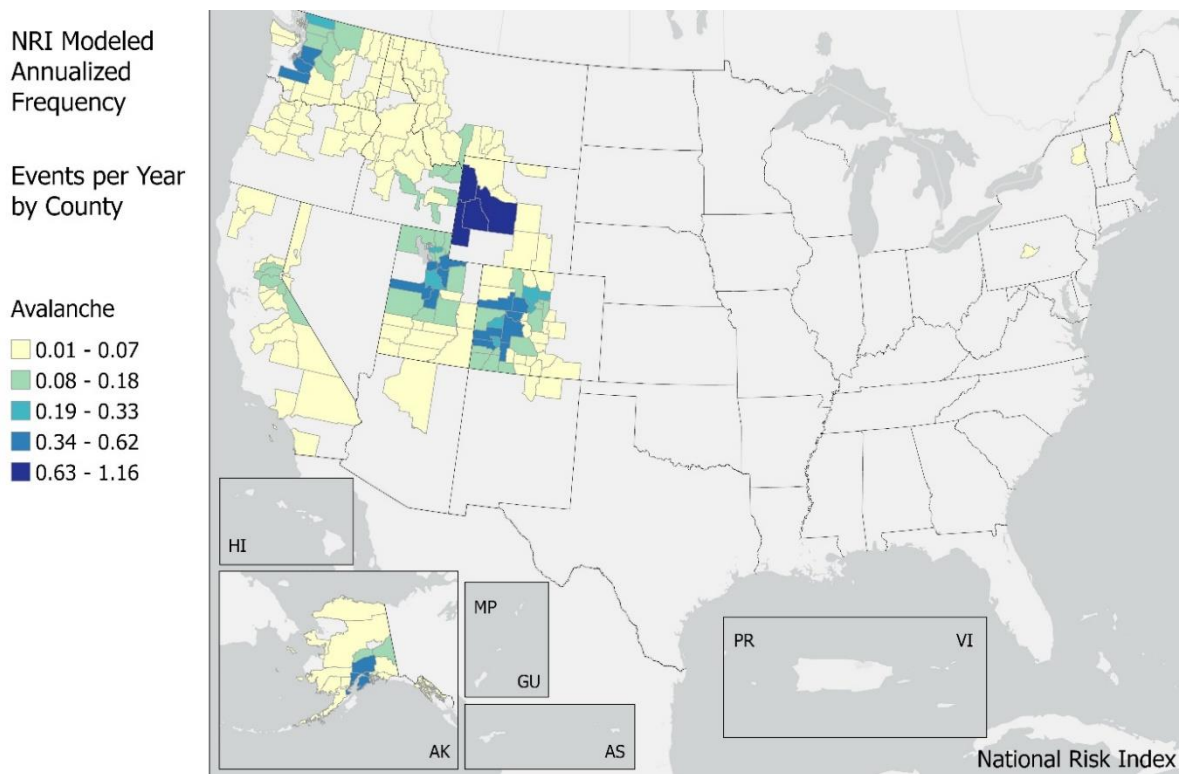 NRI Modeled
Annualized
Frequency
Events per Year
by County
Avalanche
0.01 - 0.07
0.08 - 0.18
0.19 - 0.33
0.34 - 0.62
0.63 - 1.16
HI
AK
MP
GU
AS
PR
VI
National Risk Index